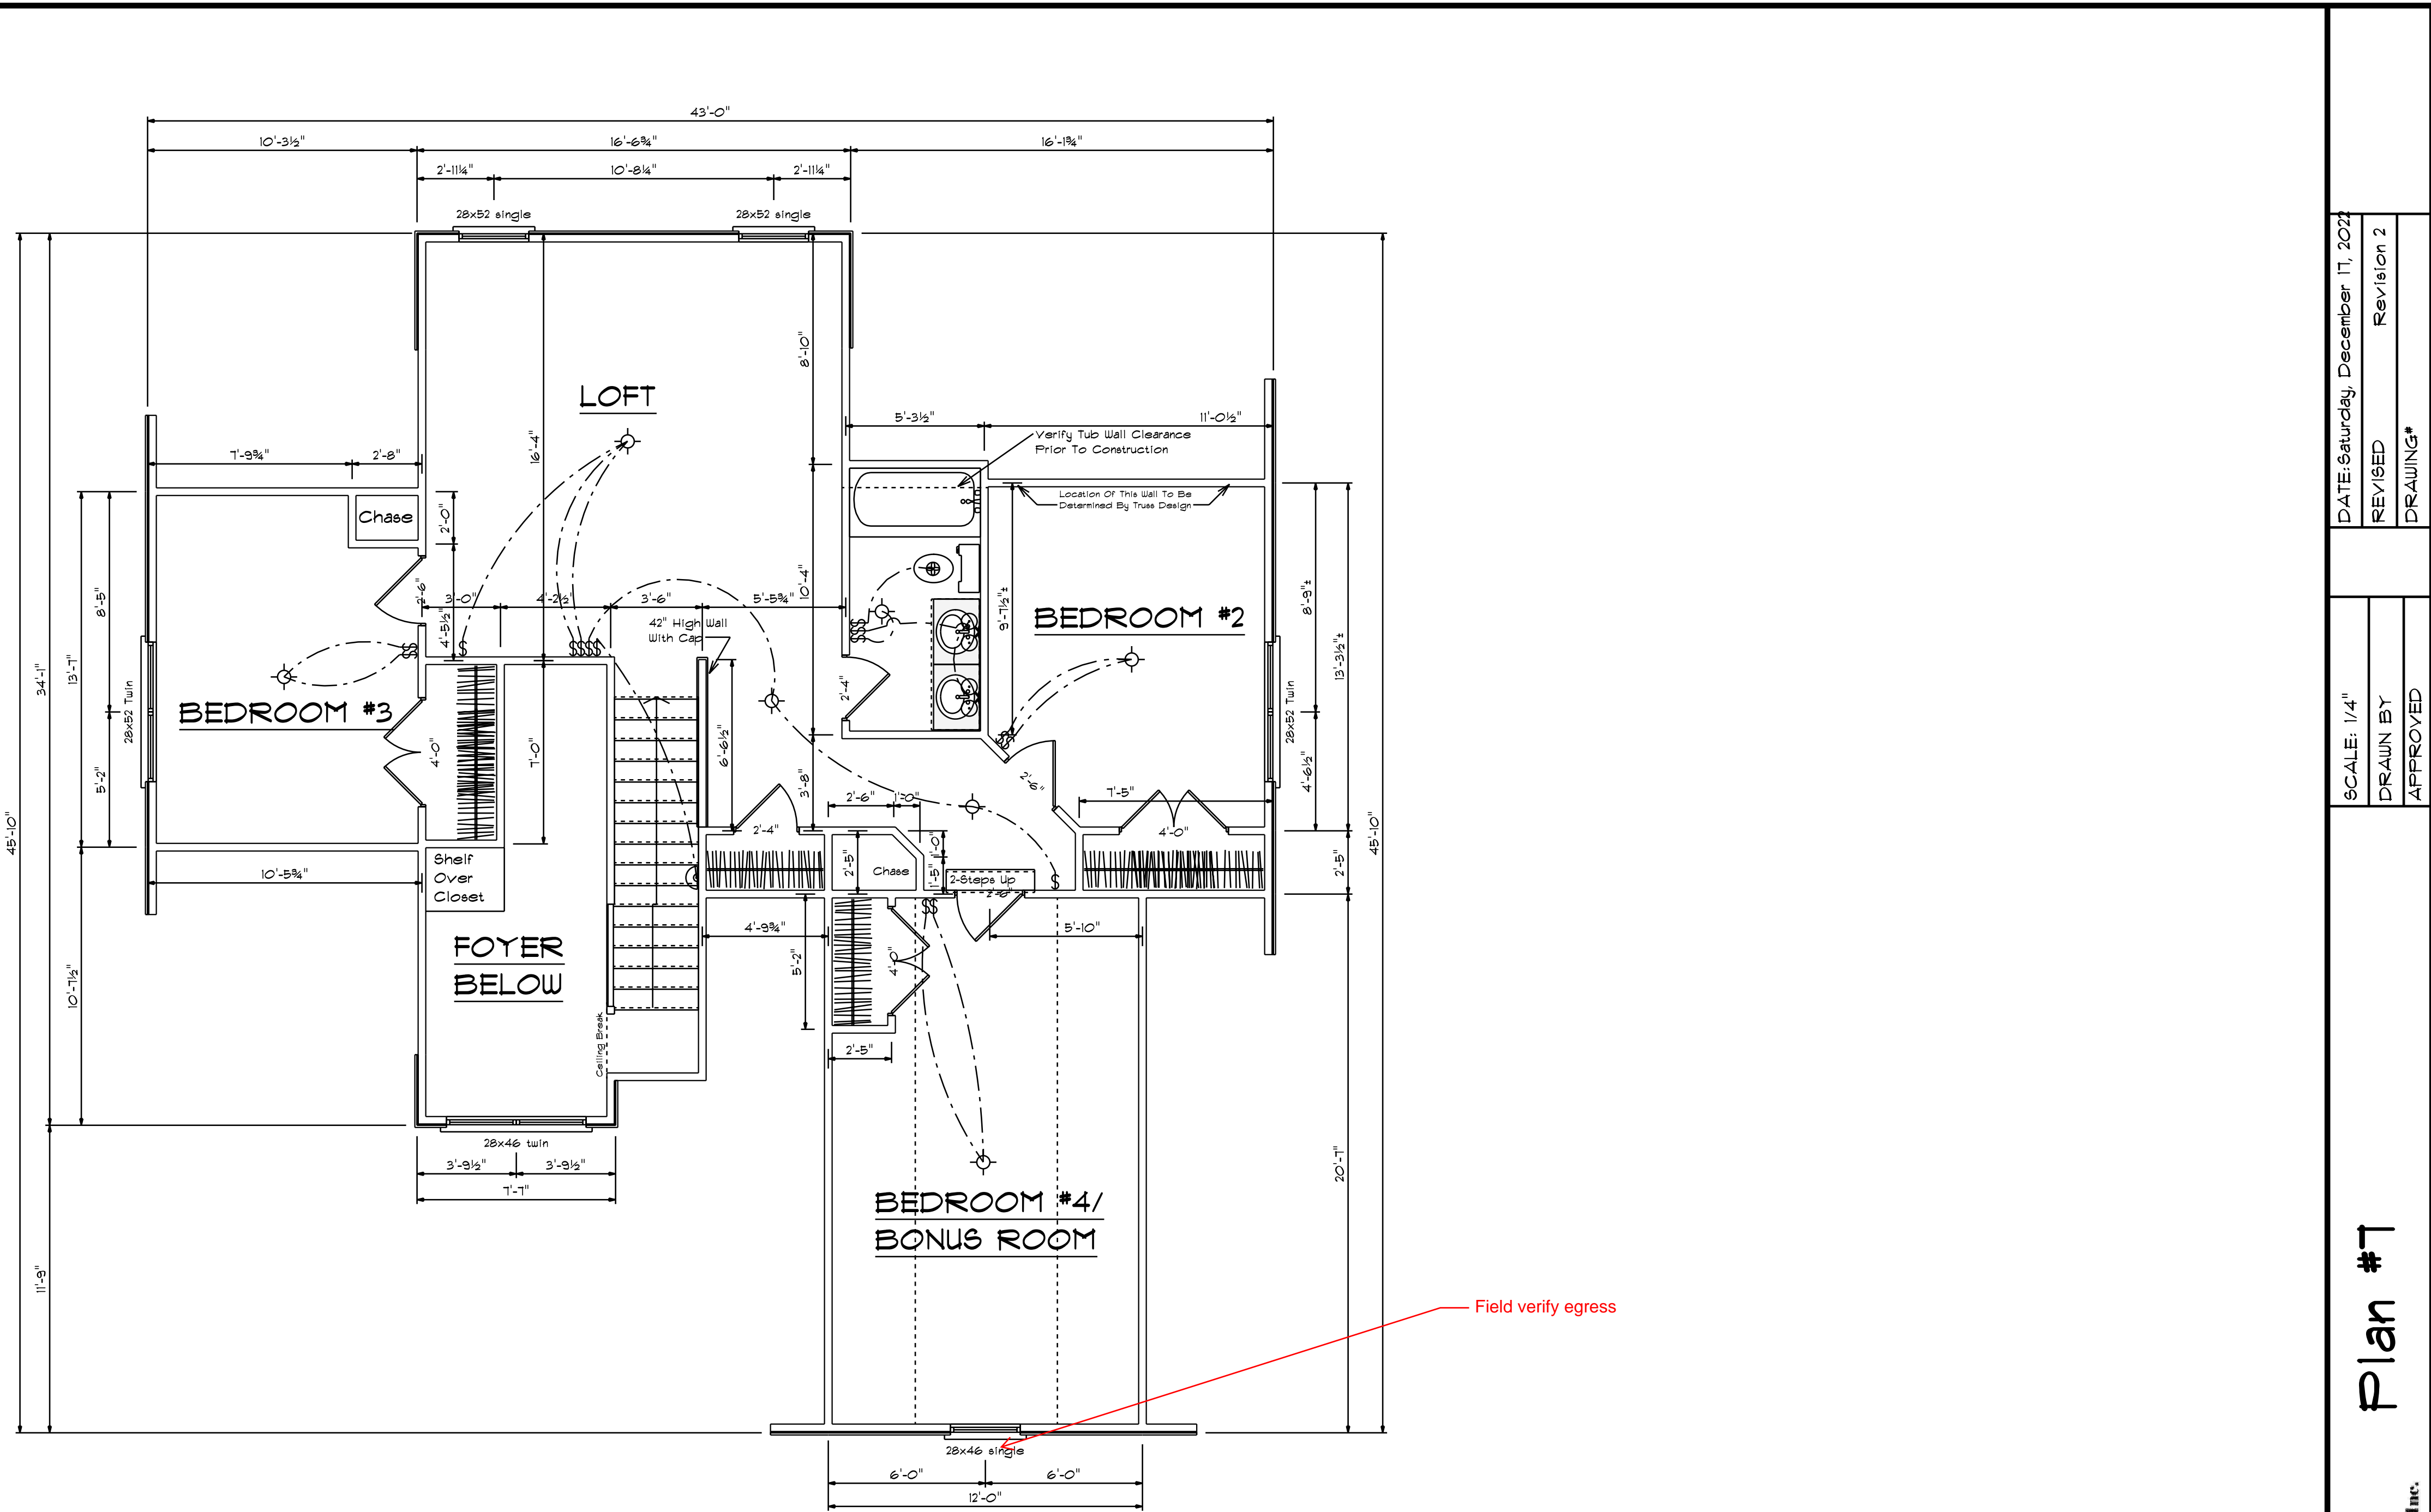 43'-0"
10'-3½"
16'-6¾"
16'-1¾"
2'-11¼"
10'-8¼"
2'-11¼"
28x52 single
28x52 single
LOFT
8'-10"
16'-4"
5'-3½"
11'-0½"
Verify Tub Wall Clearance
Prior To Construction
Location Of This Wall To Be
Determined By Truss Design
7'-9¾"
2'-8"
Chase
2'-0"
2'-6"
4'-5½"
3'-0"
4'-2½"
3'-6"
5'-5¾"
10'-4"
42" High Wall
With Cap
9'-7½"±
BEDROOM #2
8'-9"±
13'-3½"±
28x52 Twin
4'-6½"
8'-5"
13'-7"
34'-1"
45'-10"
28x52 Twin
5'-2"
BEDROOM #3
4'-0"
7'-0"
6'-6½"
2'-4"
3'-8"
2'-6"
1'-0"
2'-6"
7'-5"
4'-0"
2'-4"
2'-5"
Chase
1'-0"
1'-5"
2-Steps Up
2'-6"
2'-5"
45'-10"
10'-5¾"
Shelf
Over
Closet
FOYER
BELOW
4'-9¾"
5'-2"
4'-0"
5'-10"
2'-5"
Ceiling Break
10'-7½"
28x46 twin
3'-9½"
3'-9½"
7'-7"
11'-9"
20'-7"
BEDROOM #4/
BONUS ROOM
Field verify egress
28x46 single
6'-0"
6'-0"
12'-0"
DATE:Saturday, December 17, 2022
REVISED Revision 2
DRAWING#
SCALE: 1/4"
DRAWN BY
APPROVED
Plan #7
Inc.